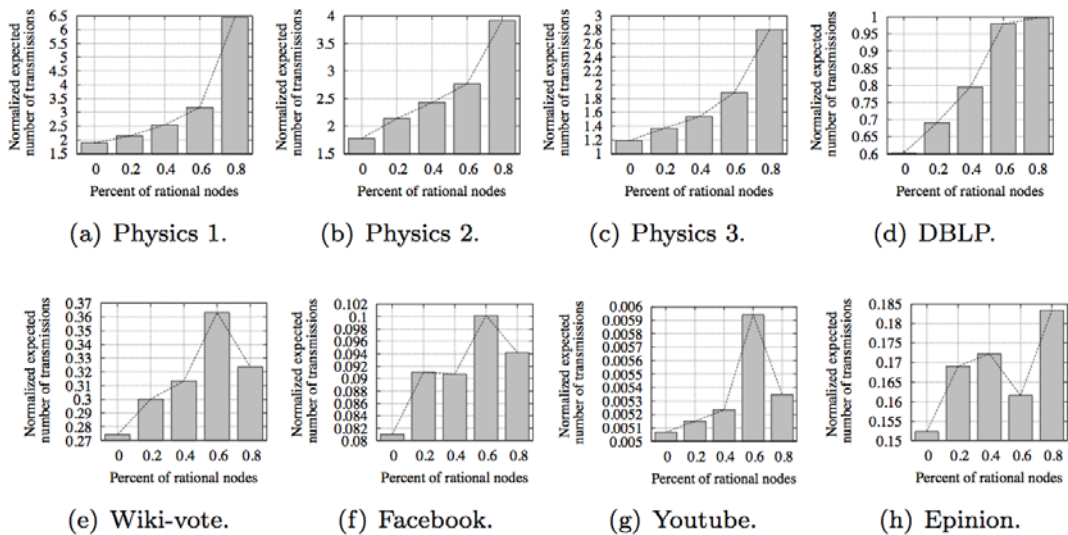 Normalized expected
number of transmissions
6.5
6
5.5
5
4.5
4
3.5
3
2.5
2
1.5
0 0.2 0.4 0.6 0.8
Percent of rational nodes
(a) Physics 1.
Normalized expected
number of transmissions
4
3.5
3
2.5
2
1.5
0 0.2 0.4 0.6 0.8
Percent of rational nodes
(b) Physics 2.
Normalized expected
number of transmissions
3
2.8
2.6
2.4
2.2
2
1.8
1.6
1.4
1.2
1
0 0.2 0.4 0.6 0.8
Percent of rational nodes
(c) Physics 3.
Normalized expected
number of transmissions
1
0.95
0.9
0.85
0.8
0.75
0.7
0.65
0.6
0 0.2 0.4 0.6 0.8
Percent of rational nodes
(d) DBLP.
Normalized expected
number of transmissions
0.37
0.36
0.35
0.34
0.33
0.32
0.31
0.3
0.29
0.28
0.27
0 0.2 0.4 0.6 0.8
Percent of rational nodes
(e) Wiki-vote.
Normalized expected
number of transmissions
0.102
0.1
0.098
0.096
0.094
0.092
0.09
0.088
0.086
0.084
0.082
0.08
0 0.2 0.4 0.6 0.8
Percent of rational nodes
(f) Facebook.
Normalized expected
number of transmissions
0.006
0.0059
0.0058
0.0057
0.0056
0.0055
0.0054
0.0053
0.0052
0.0051
0.005
0 0.2 0.4 0.6 0.8
Percent of rational nodes
(g) Youtube.
Normalized expected
number of transmissions
0.185
0.18
0.175
0.17
0.165
0.16
0.155
0.15
0 0.2 0.4 0.6 0.8
Percent of rational nodes
(h) Epinion.